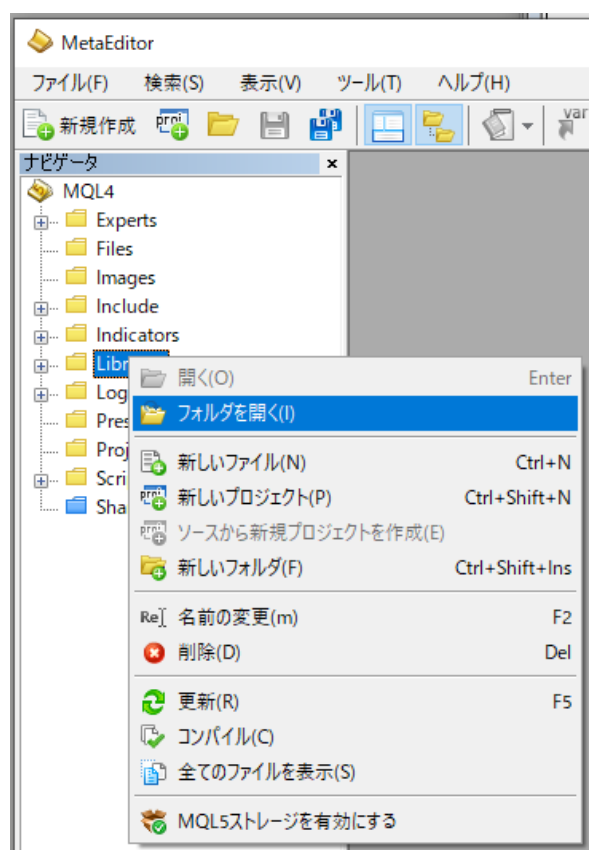 MetaEditor
ファイル(F) 検索(S) 表示(V) ツール(T) ヘルプ(H)
新規作成
ナビゲータ
MQL4
Experts
Files
Images
Include
Indicators
開く(O) Enter
フォルダを開く(I)
新しいファイル(N) Ctrl+N
新しいプロジェクト(P) Ctrl+Shift+N
ソースから新規プロジェクトを作成(E)
新しいフォルダ(F) Ctrl+Shift+Ins
Re 名前の変更(m) F2
削除(D) Del
更新(R) F5
コンパイル(C)
全てのファイルを表示(S)
MQL5ストレージを有効にする